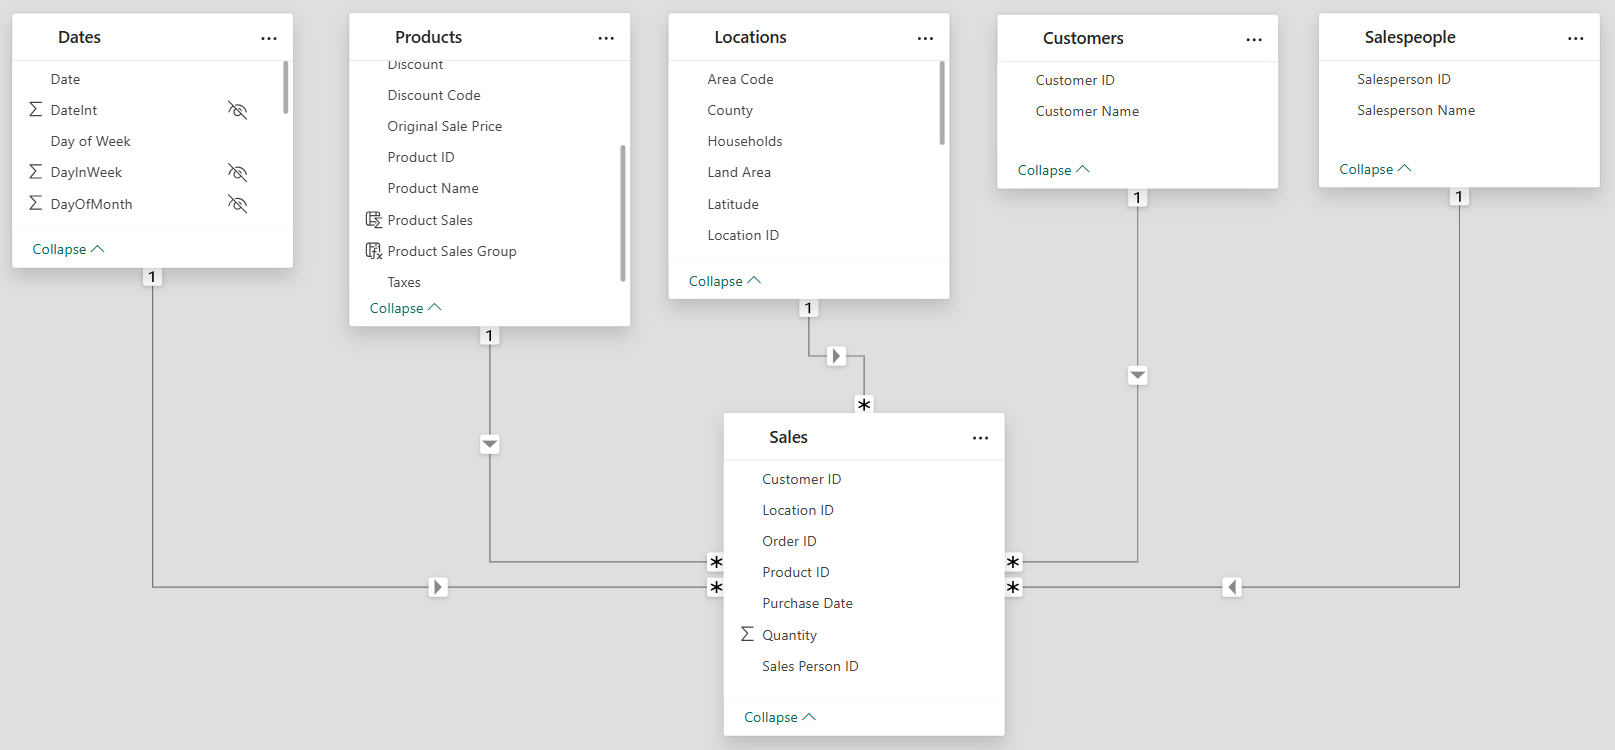 Dates
Date
DateInt
Day of Week
DayInWeek
DayOfMonth
Collapse
1
Products
Discount
Discount Code
Original Sale Price
Product ID
Product Name
Product Sales
Product Sales Group
Taxes
Collapse
1
Locations
Area Code
County
Households
Land Area
Latitude
Location ID
Collapse
1
Customers
Customer ID
Customer Name
Collapse
1
Salespeople
Salesperson ID
Salesperson Name
Collapse
1
*
Sales
Customer ID
Location ID
Order ID
Product ID
Purchase Date
Quantity
Sales Person ID
Collapse
*
*
*
*